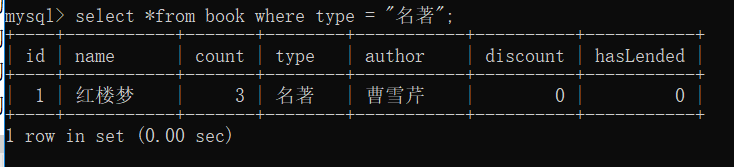 mysql> select *from book where type = "名著";
+----+-----------+-------+--------+-----------+----------+-----------+
| id | name      | count | type   | author    | discount | hasLended |
+----+-----------+-------+--------+-----------+----------+-----------+
|  1 | 红楼梦    |     3 | 名著   | 曹雪芹    |        0 |         0 |
+----+-----------+-------+--------+-----------+----------+-----------+
1 row in set (0.00 sec)